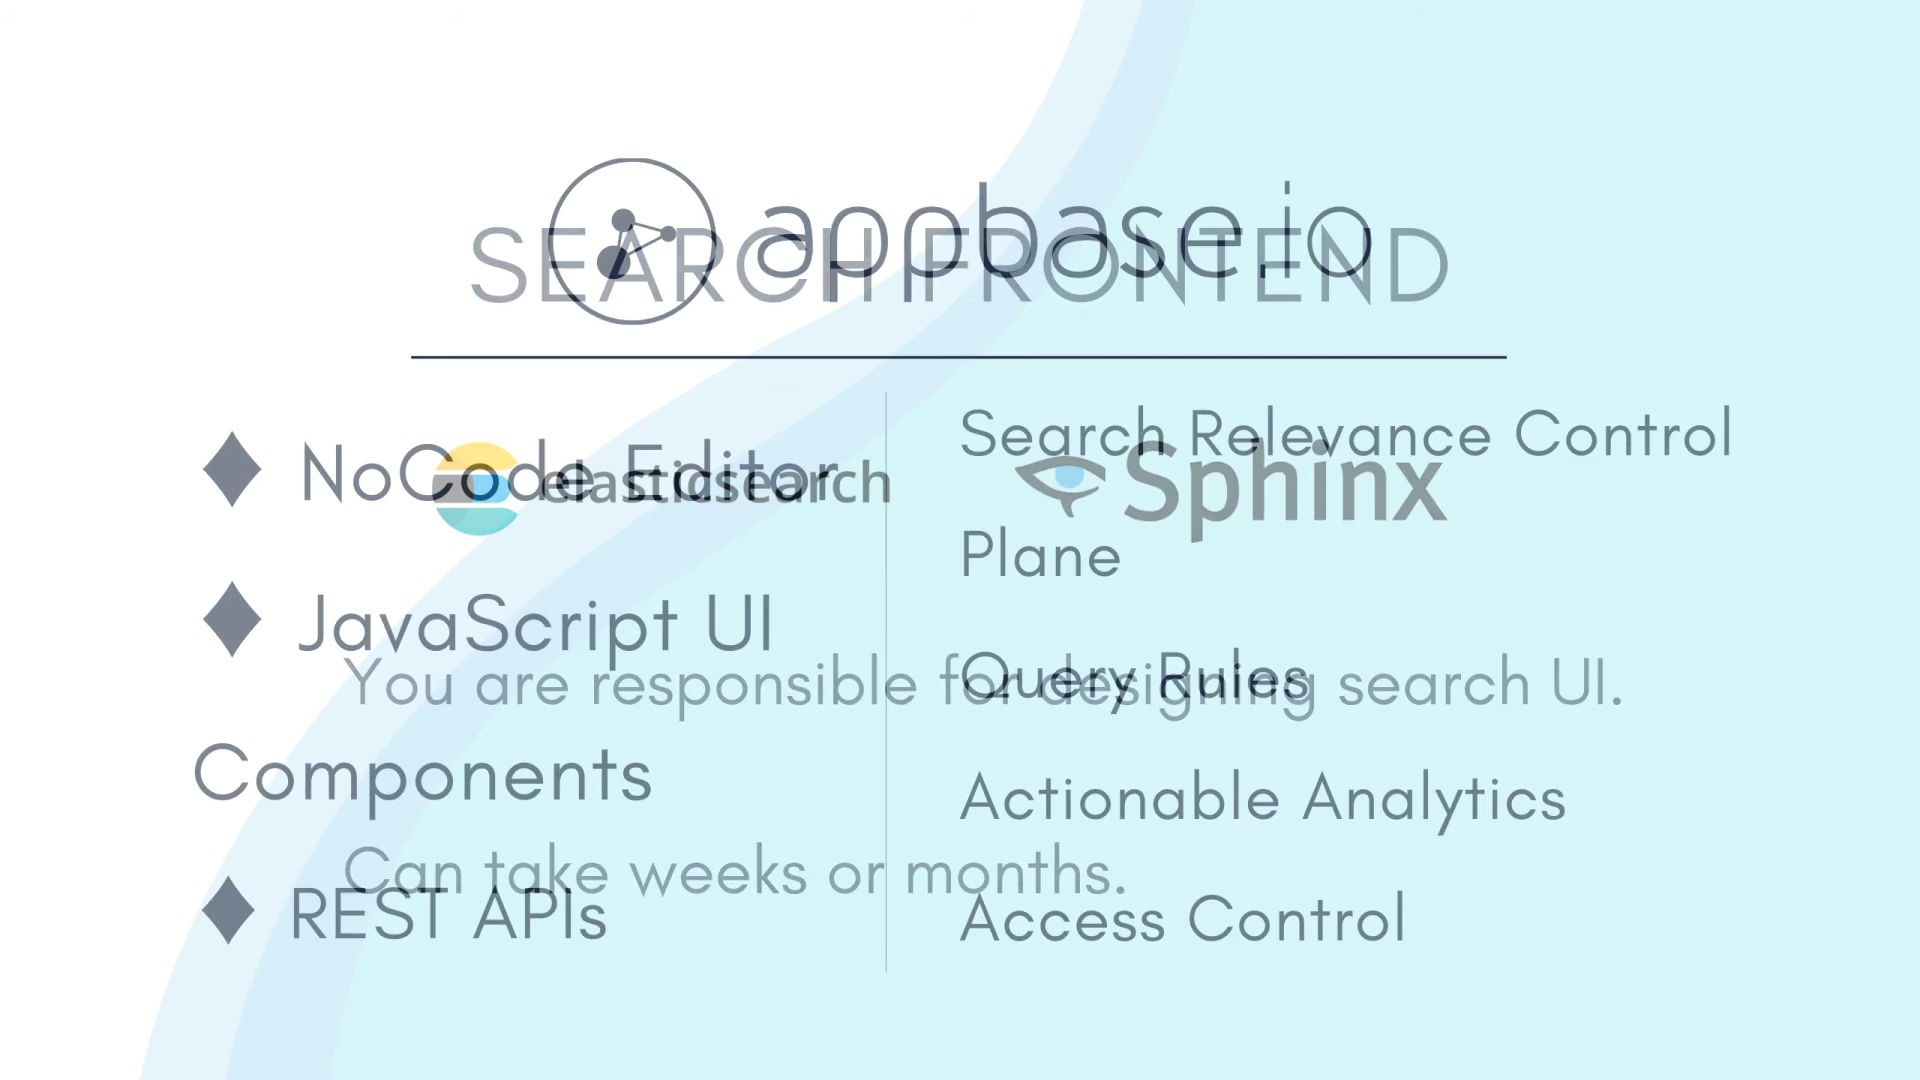 appbase.io
SEARCH FRONTEND
NoCode Editor
elasticsearch
Sphinx
JavaScript UI
Components
REST APIs
Search Relevance Control
Plane
Query Rules
Actionable Analytics
Access Control
You are responsible for designing search UI.
Can take weeks or months.